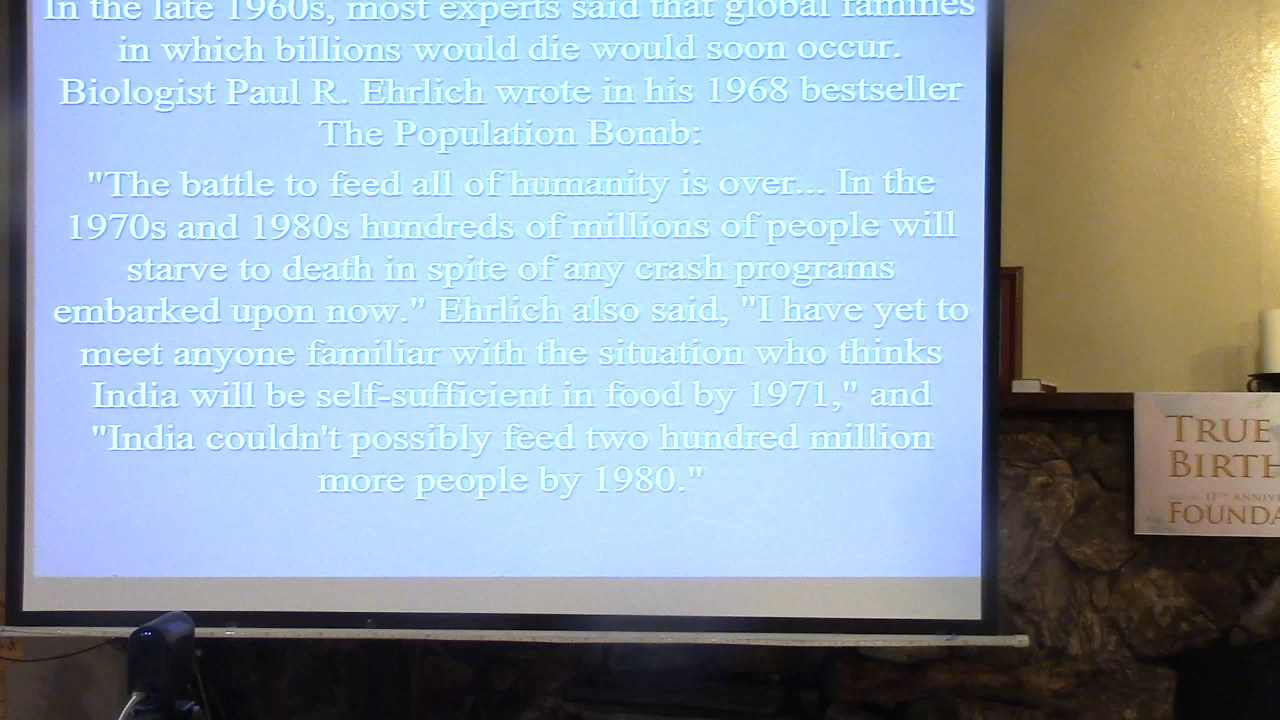 In the late 1960s, most experts said that global famines
in which billions would die would soon occur.
Biologist Paul R. Ehrlich wrote in his 1968 bestseller
The Population Bomb:
"The battle to feed all of humanity is over... In the
1970s and 1980s hundreds of millions of people will
starve to death in spite of any crash programs
embarked upon now." Ehrlich also said, "I have yet to
meet anyone familiar with the situation who thinks
India will be self-sufficient in food by 1971," and
"India couldn't possibly feed two hundred million
more people by 1980."
TRUE
BIRTH
11TH ANNIV
FOUNDA